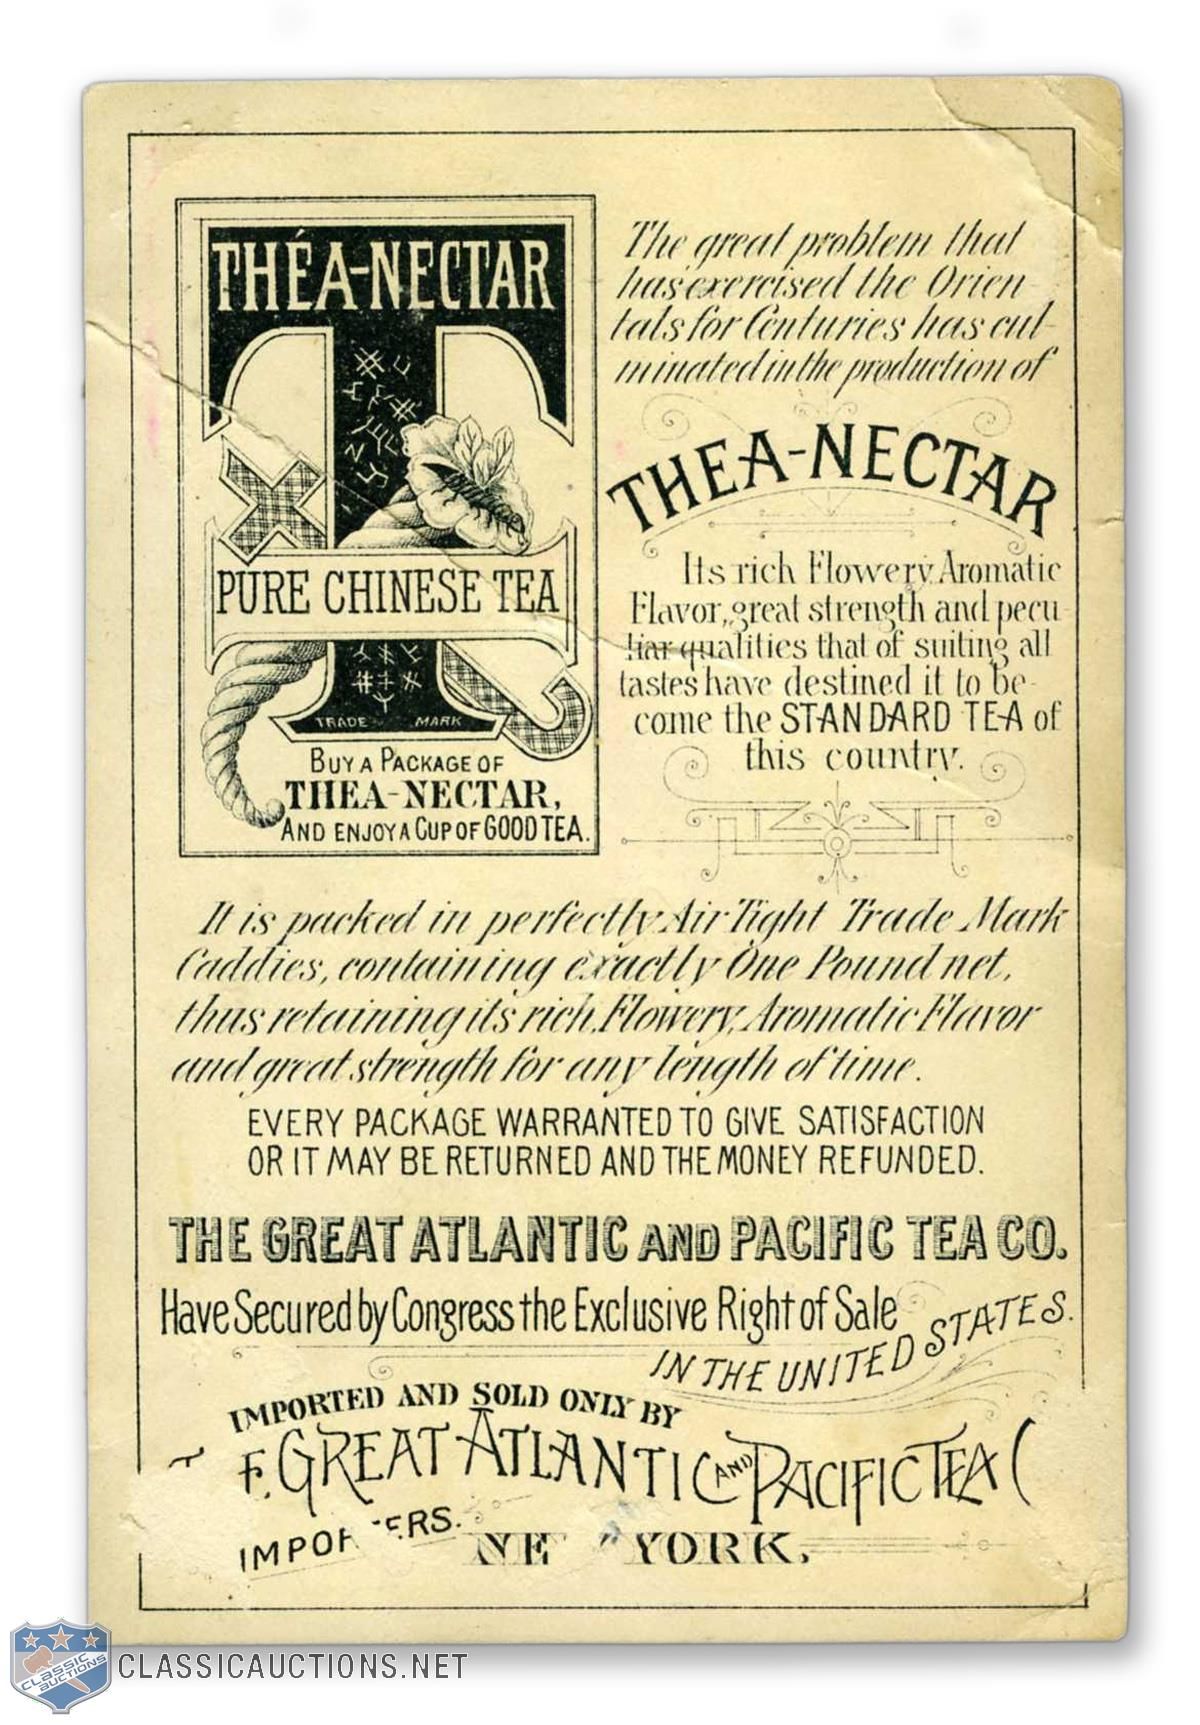 THÉA-NECTAR
PURE CHINESE TEA
TRADE MARK
BUY A PACKAGE OF
THEA-NECTAR,
AND ENJOY A CUP OF GOOD TEA.
The great problem that
has exercised the Orien
tals for Centuries has cul-
minated in the production of
THEA-NECTAR
Its rich Flowery Aromatic
Flavor, great strength and pecu-
liar qualities that of suiting all
tastes have destined it to be-
come the STANDARD TEA of
this country.
It is packed in perfectly Air Tight Trade Mark
Caddies, containing exactly One Pound net,
thus retaining its rich, Flowery, Aromatic Flavor
and great strength for any length of time.
EVERY PACKAGE WARRANTED TO GIVE SATISFACTION
OR IT MAY BE RETURNED AND THE MONEY REFUNDED.
THE GREAT ATLANTIC AND PACIFIC TEA CO.
Have Secured by Congress the Exclusive Right of Sale
IN THE UNITED STATES.
IMPORTED AND SOLD ONLY BY
GREAT ATLANTIC AND PACIFIC TEA
YORK.
CLASSIC AUCTIONS
CLASSICAUCTIONS.NET